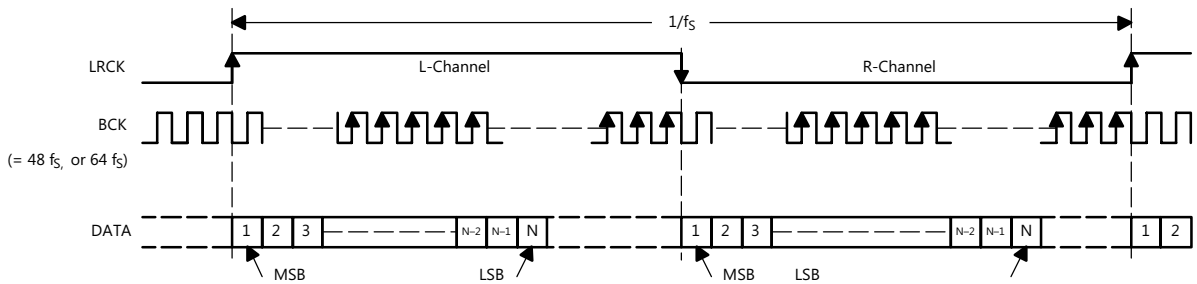 1/fS
LRCK
L-Channel
R-Channel
BCK
(= 48 fS, or 64 fS)
DATA
1 2 3 N–2 N–1 N 1 2 3 N–2 N–1 N 1 2
MSB LSB MSB LSB